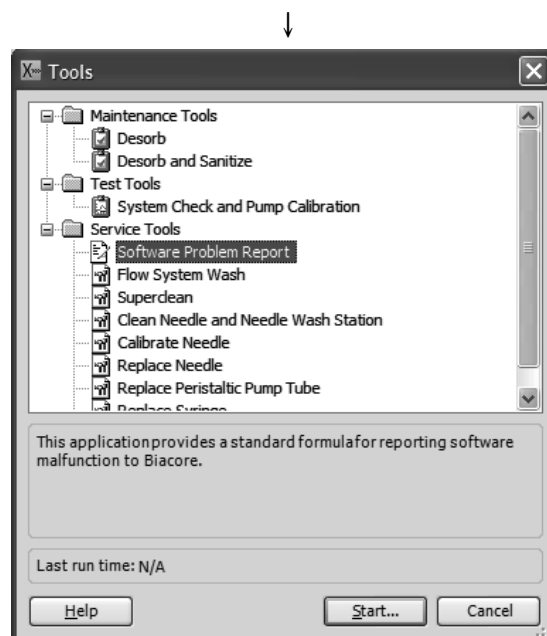 ↓
Tools
Maintenance Tools
Desorb
Desorb and Sanitize
Test Tools
System Check and Pump Calibration
Service Tools
Software Problem Report
Flow System Wash
Superclean
Clean Needle and Needle Wash Station
Calibrate Needle
Replace Needle
Replace Peristaltic Pump Tube
Replace Syringe
This application provides a standard formula for reporting software
malfunction to Biacore.
Last run time: N/A
Help
Start...
Cancel